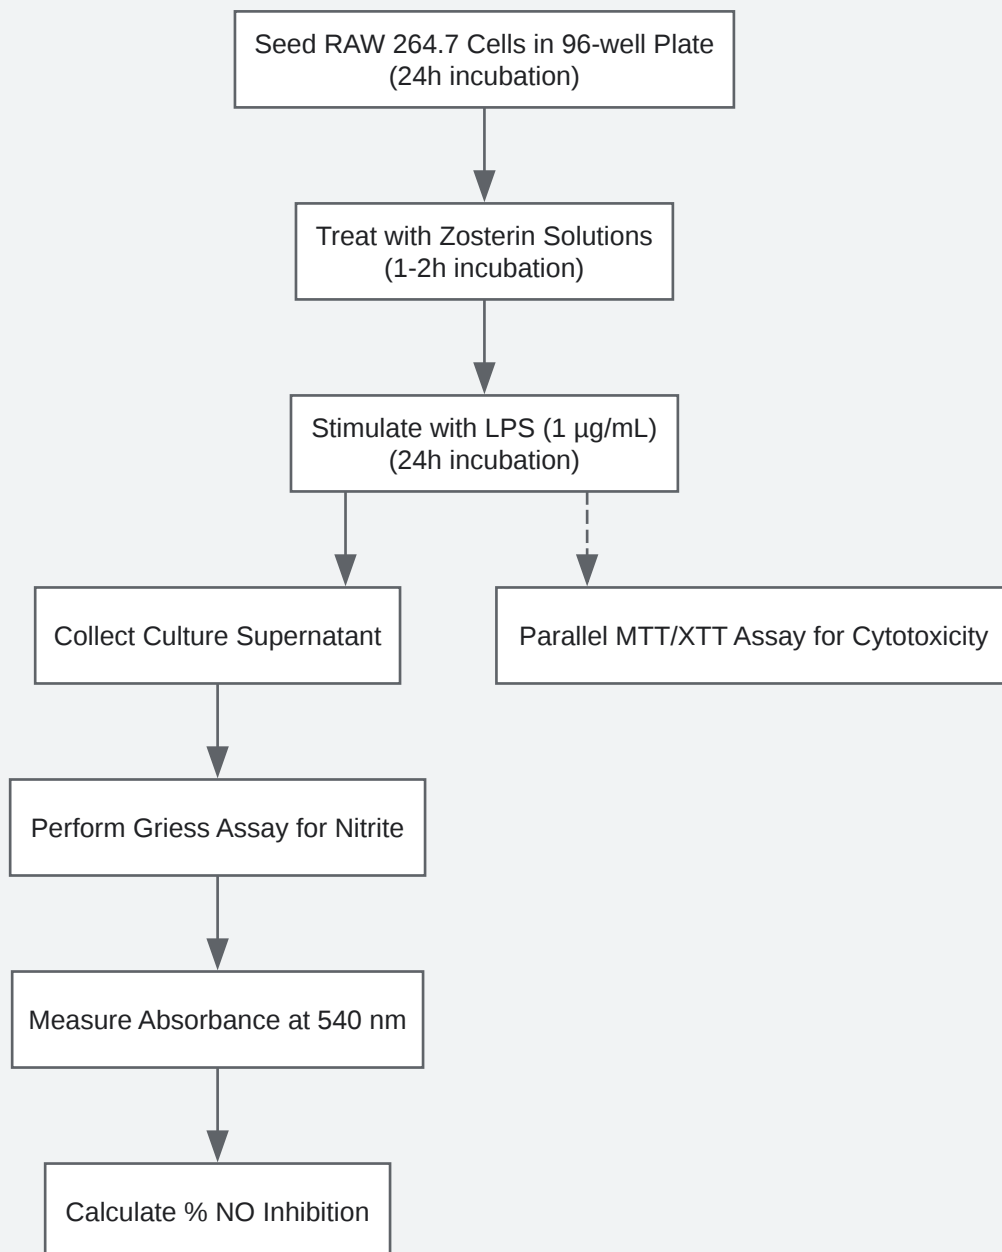 Seed RAW 264.7 Cells in 96-well Plate
(24h incubation)
Treat with Zosterin Solutions
(1-2h incubation)
Stimulate with LPS (1 µg/mL)
(24h incubation)
Collect Culture Supernatant
Parallel MTT/XTT Assay for Cytotoxicity
Perform Griess Assay for Nitrite
Measure Absorbance at 540 nm
Calculate % NO Inhibition